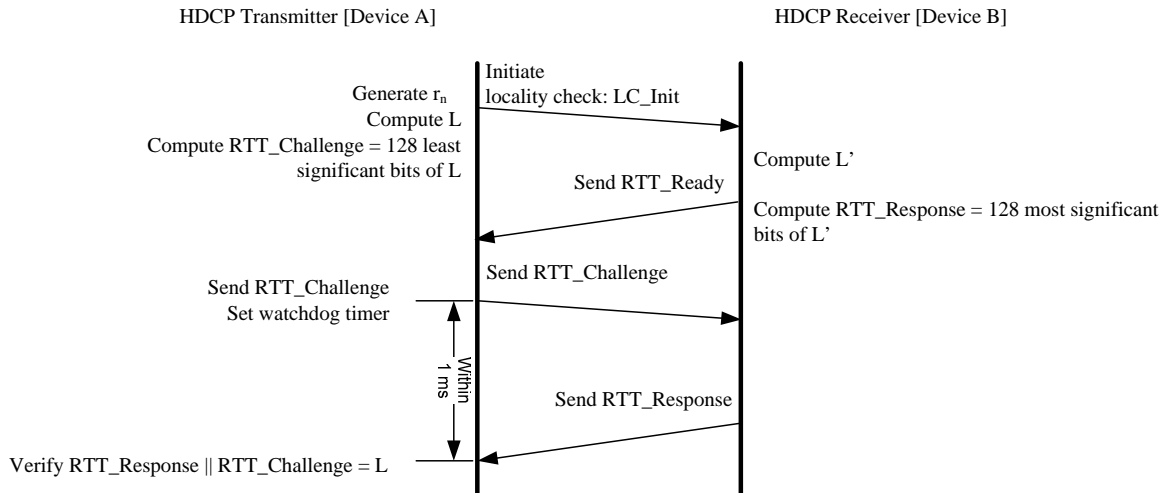 HDCP Transmitter [Device A]
HDCP Receiver [Device B]
Initiate
locality check: LC_Init
Generate rₙ
Compute L
Compute RTT_Challenge = 128 least
significant bits of L
Compute L’
Send RTT_Ready
Compute RTT_Response = 128 most significant
bits of L’
Send RTT_Challenge
Send RTT_Challenge
Set watchdog timer
Within
1 ms
Send RTT_Response
Verify RTT_Response || RTT_Challenge = L